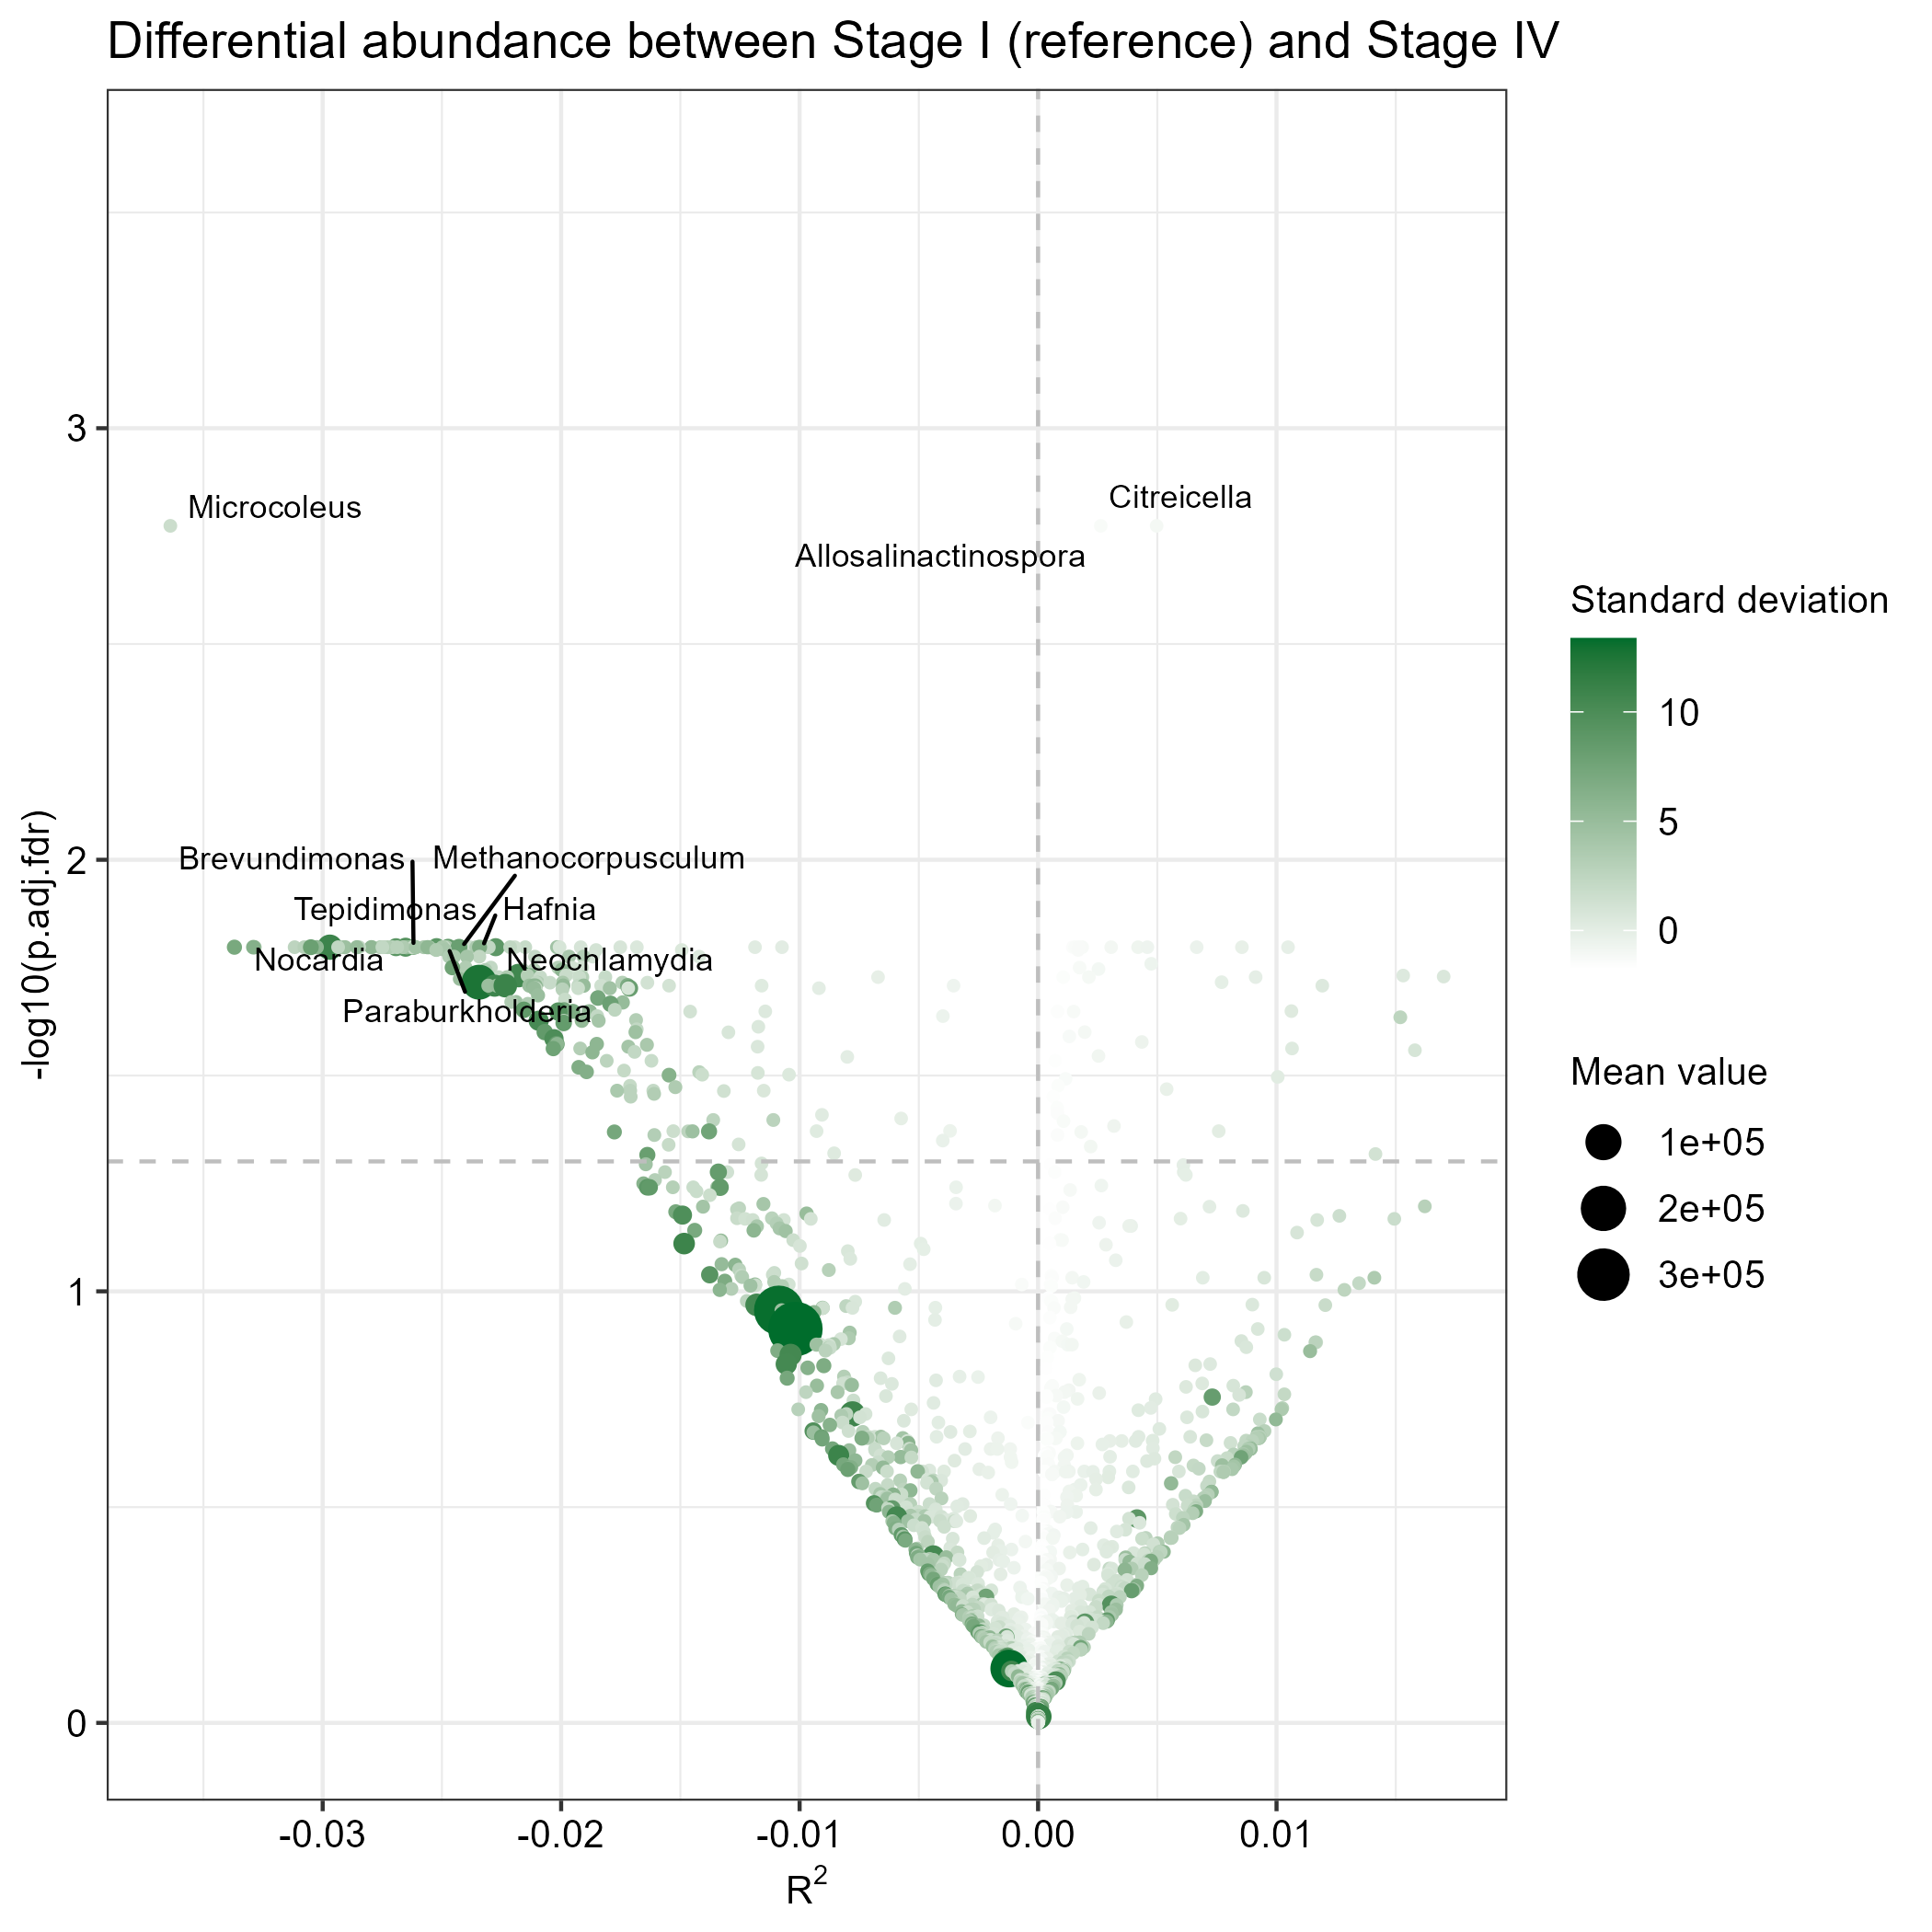 Differential abundance between Stage I (reference) and Stage IV
3
Citreicella
Microcoleus
Allosalinactinospora
Standard deviation
10
5
0
-log10(p.adj.fdr)
2
Brevundimonas
Methanocorpusculum
Tepidimonas
Hafnia
Nocardia
Neochlamydia
Paraburkholderia
Mean value
1e+05
2e+05
3e+05
1
0
-0.03 -0.02 -0.01 0.00 0.01
R²